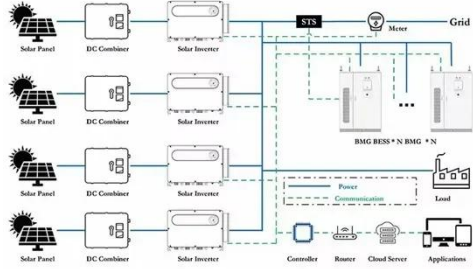 STS
Meter
Grid
Solar Panel
DC Combiner
Solar Inverter
Solar Panel
DC Combiner
Solar Inverter
BMG BESS * N BMG * N
Solar Panel
DC Combiner
Solar Inverter
Power
Communication
Load
Solar Panel
DC Combiner
Solar Inverter
Controller
Router
Cloud Server
Applications